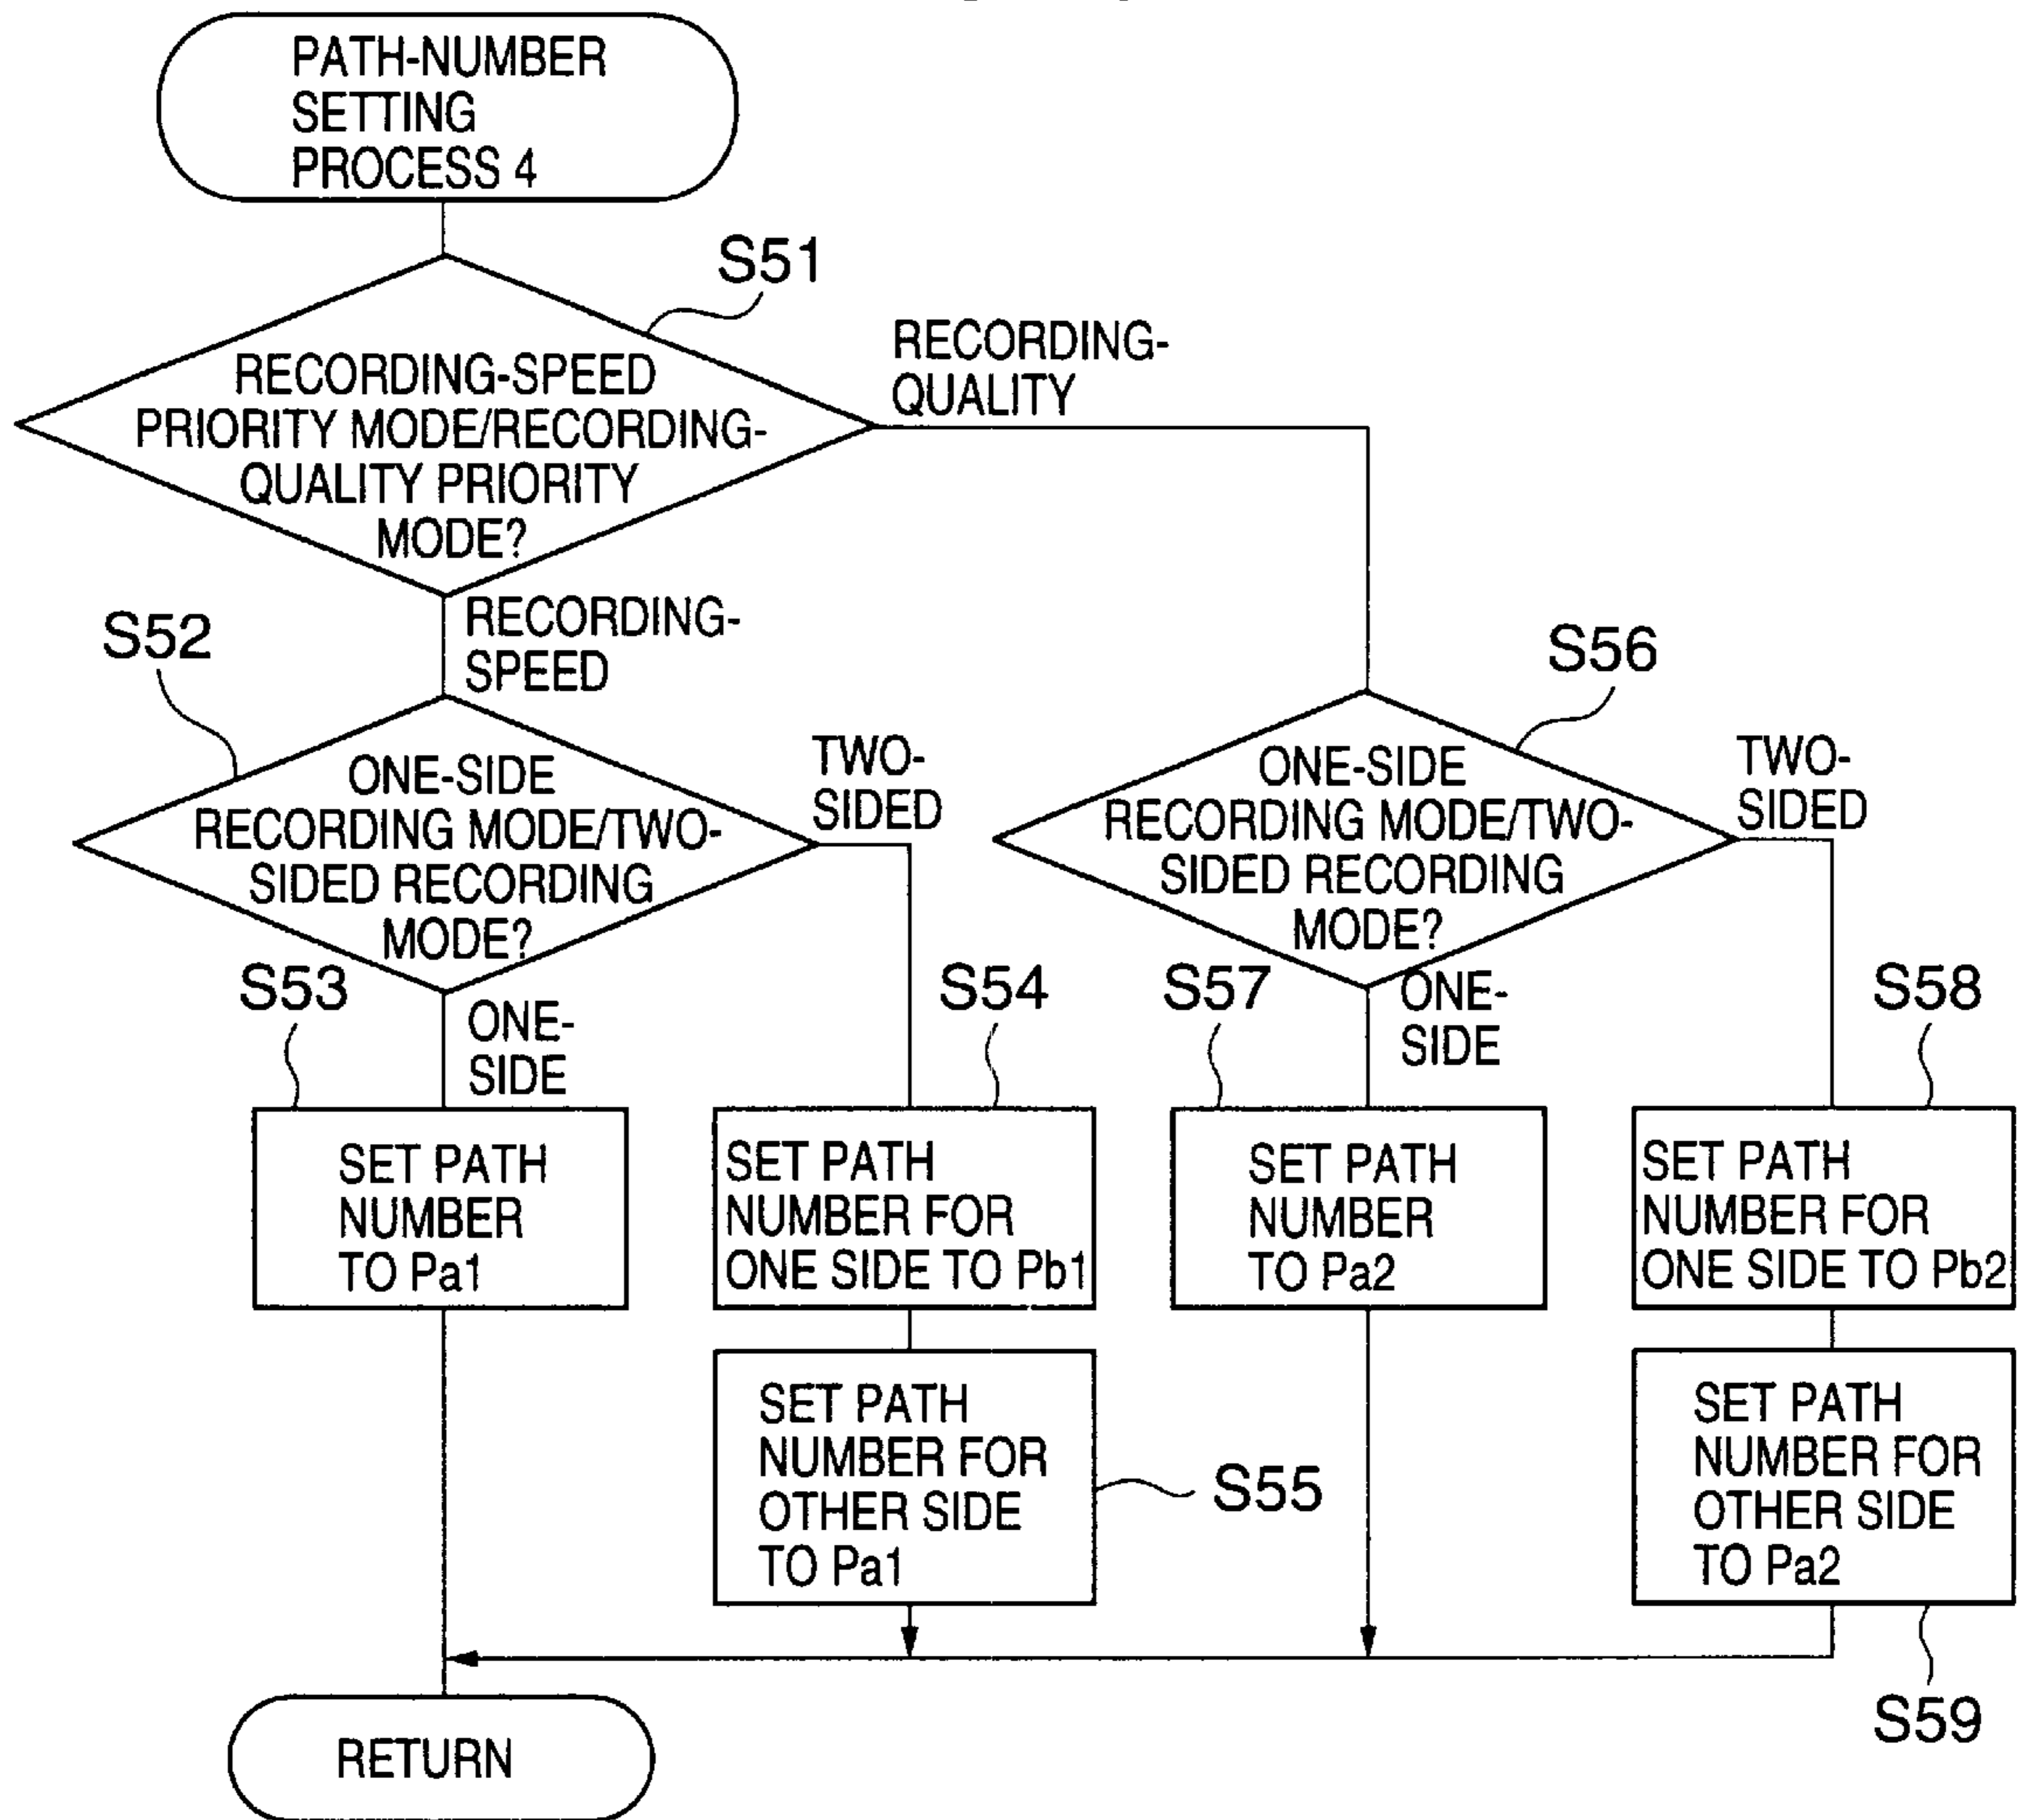 PATH-NUMBER
SETTING
PROCESS 4
S51
RECORDING-SPEED
PRIORITY MODE/RECORDING-
QUALITY PRIORITY
MODE?
RECORDING-
QUALITY
RECORDING-
SPEED
S52
ONE-SIDE
RECORDING MODE/TWO-
SIDED RECORDING
MODE?
TWO-
SIDED
S56
ONE-SIDE
RECORDING MODE/TWO-
SIDED RECORDING
MODE?
TWO-
SIDED
S53
ONE-
SIDE
S54
S57
ONE-
SIDE
S58
SET PATH
NUMBER
TO Pa1
SET PATH
NUMBER FOR
ONE SIDE TO Pb1
SET PATH
NUMBER
TO Pa2
SET PATH
NUMBER FOR
ONE SIDE TO Pb2
SET PATH
NUMBER FOR
OTHER SIDE
TO Pa1
S55
SET PATH
NUMBER FOR
OTHER SIDE
TO Pa2
S59
RETURN